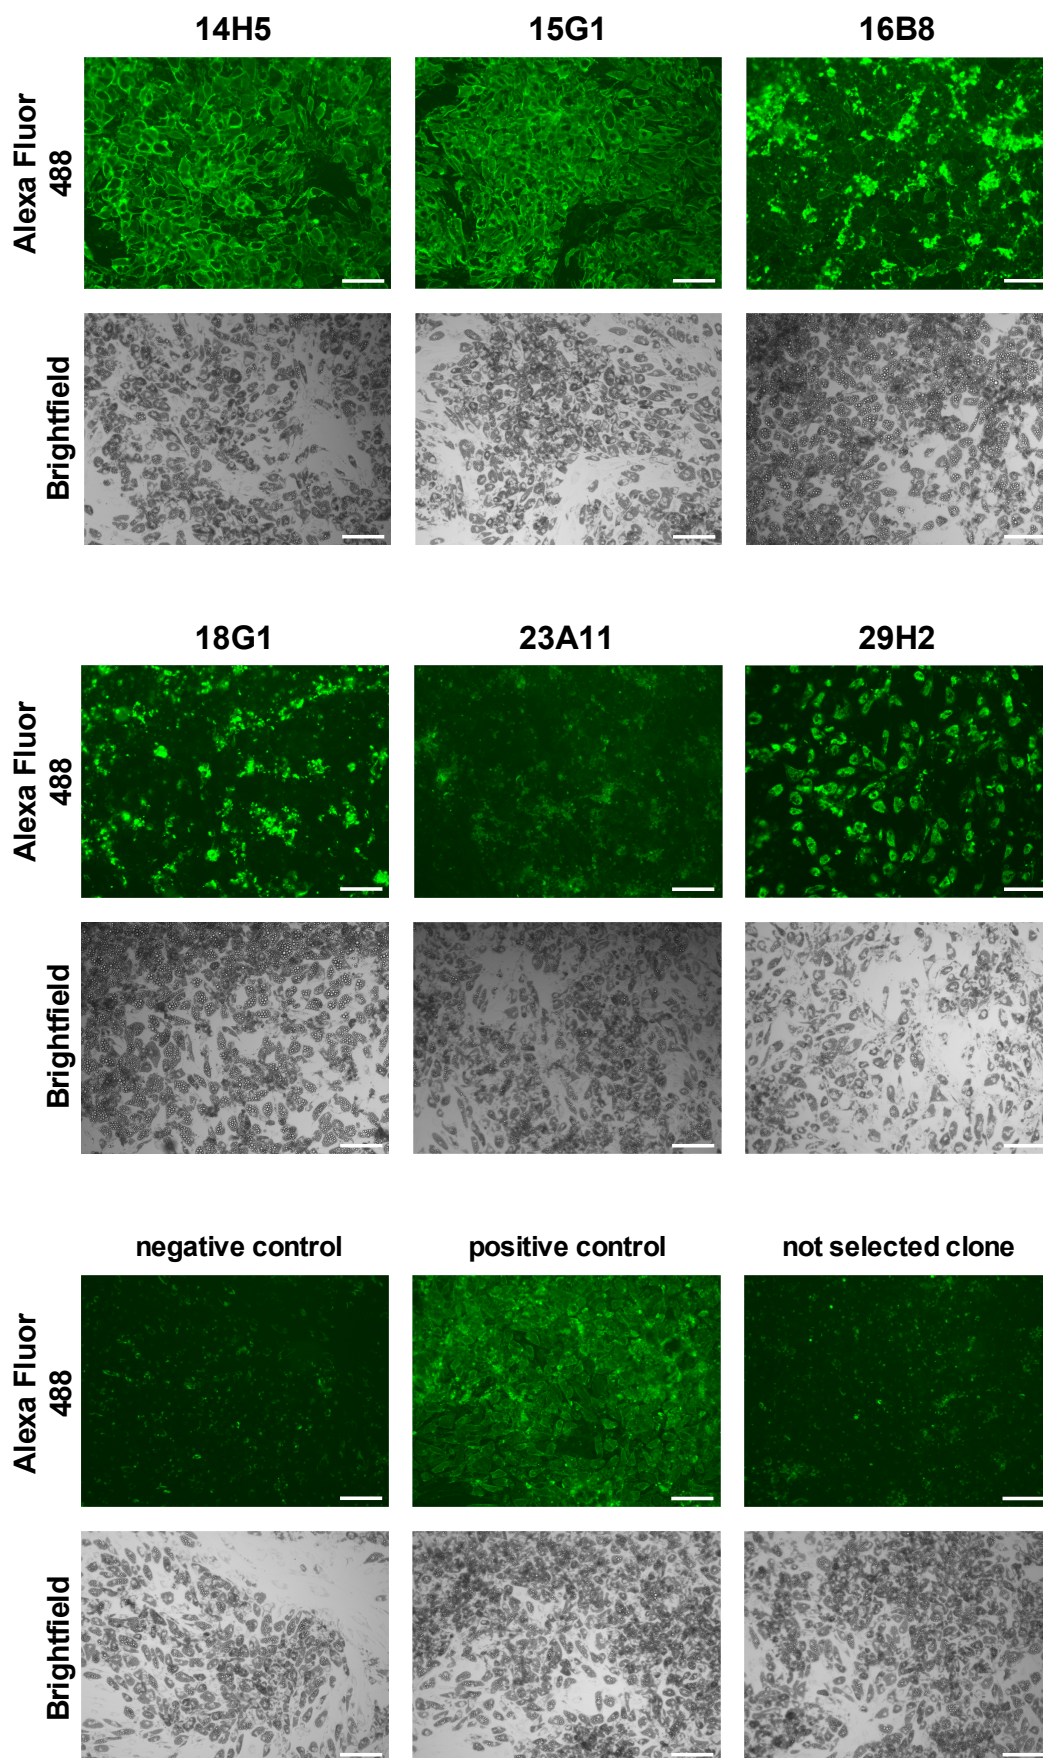 14H5 15G1 16B8
Alexa Fluor
488
Brightfield
18G1 23A11 29H2
Alexa Fluor
488
Brightfield
negative control positive control not selected clone
Alexa Fluor
488
Brightfield